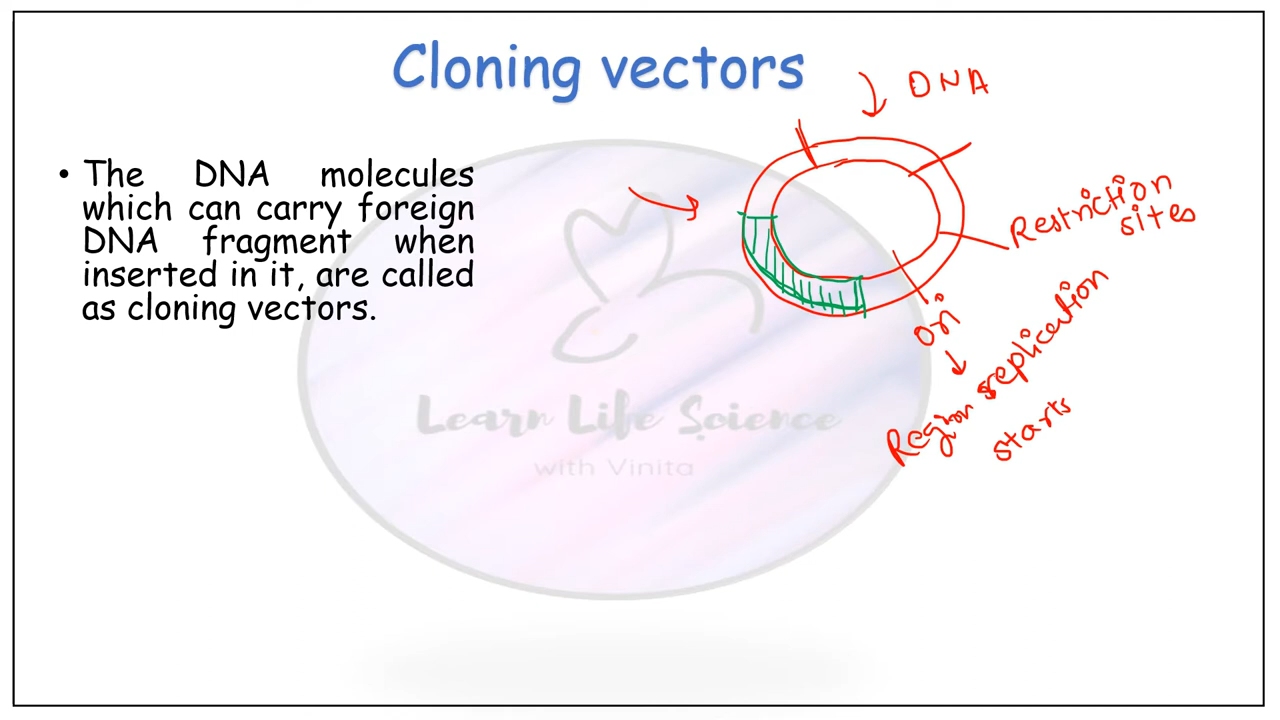 Cloning vectors
• The DNA molecules
which can carry foreign
DNA fragment when
inserted in it, are called
as cloning vectors.
DNA
Restriction
sites
Ori
Region replication
starts
Learn Life Science
with Vinita